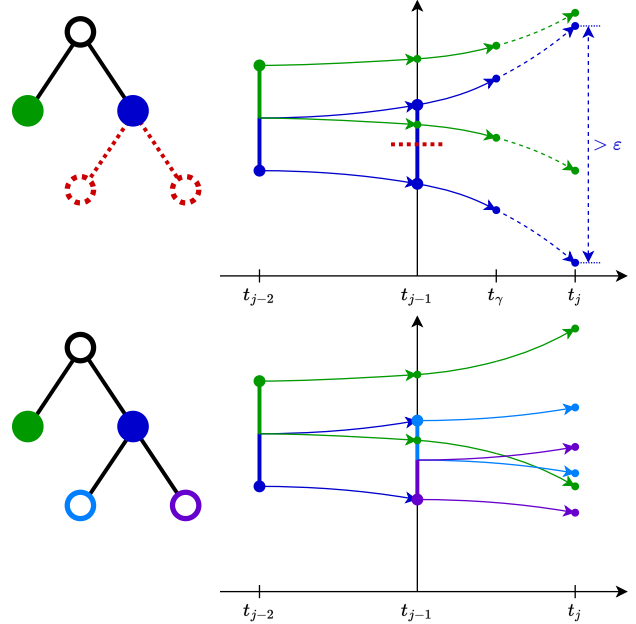 > ε
t_{j-2} t_{j-1} t_γ t_j
t_{j-2} t_{j-1} t_j